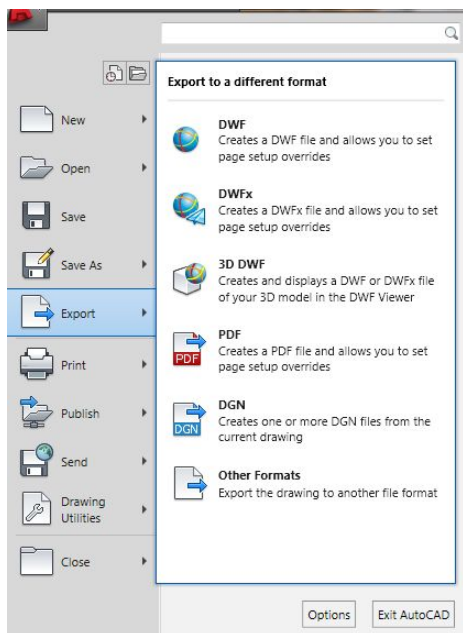 New
Open
Save
Save As
Export
Print
Publish
Send
Drawing
Utilities
Close
Export to a different format
DWF
Creates a DWF file and allows you to set
page setup overrides
DWFx
Creates a DWFx file and allows you to set
page setup overrides
3D DWF
Creates and displays a DWF or DWFx file
of your 3D model in the DWF Viewer
PDF
PDF
Creates a PDF file and allows you to set
page setup overrides
DGN
DGN
Creates one or more DGN files from the
current drawing
Other Formats
Export the drawing to another file format
Options
Exit AutoCAD